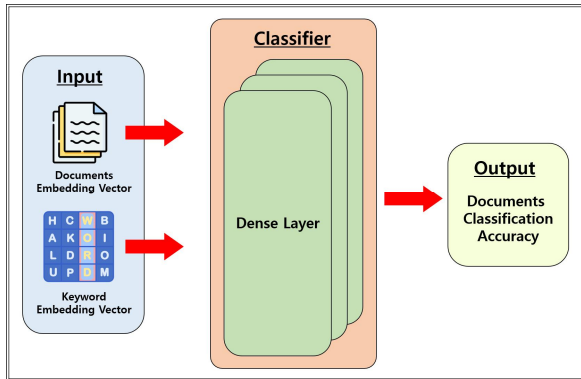 Input
Documents
Embedding Vector
H C W B
A K O I
L D R O
U P D M
Keyword
Embedding Vector
Classifier
Dense Layer
Output
Documents
Classification
Accuracy